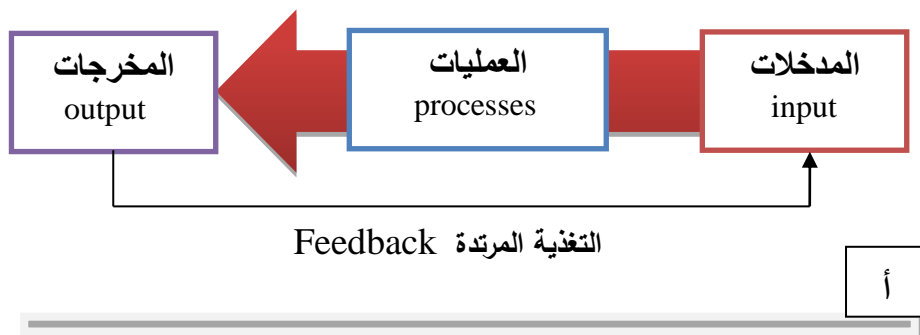 المدخلات
input
العمليات
processes
المخرجات
output
التغذية المرتدة Feedback
أ